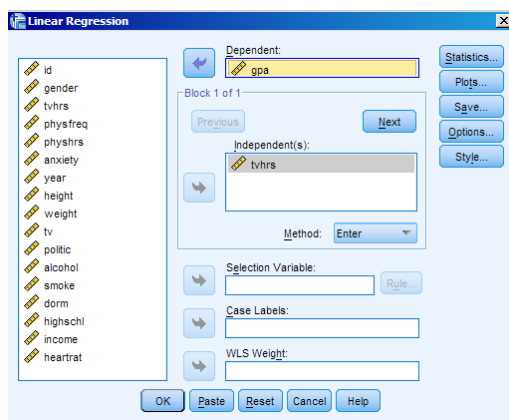 Linear Regression
id
gender
tvhrs
physfreq
physhrs
anxiety
year
height
weight
tv
politic
alcohol
smoke
dorm
highschl
income
heartrat
Dependent:
gpa
Block 1 of 1
Previous
Next
Independent(s):
tvhrs
Method: Enter
Selection Variable:
Rule...
Case Labels:
WLS Weight:
Statistics...
Plots...
Save...
Options...
Style...
OK Paste Reset Cancel Help